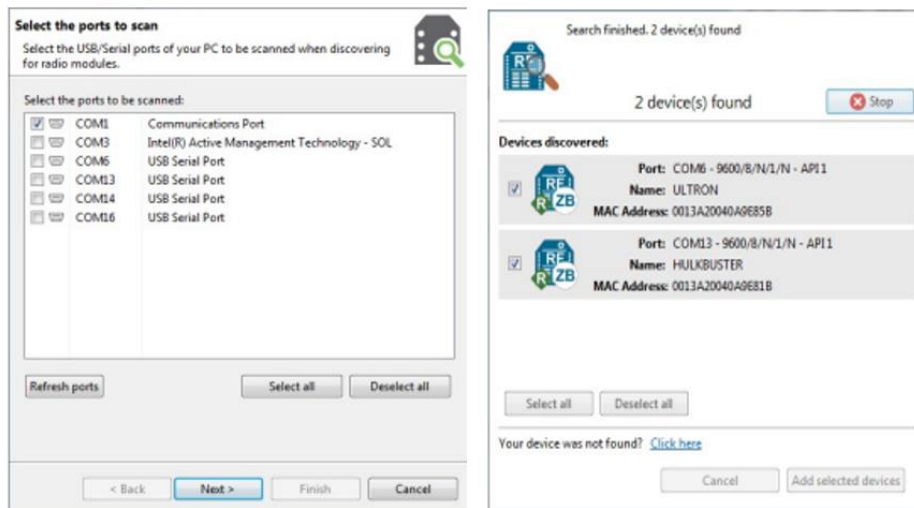 Select the ports to scan
Select the USB/Serial ports of your PC to be scanned when discovering
for radio modules.
Select the ports to be scanned:
COM1 Communications Port
COM3 Intel(R) Active Management Technology - SOL
COM6 USB Serial Port
COM13 USB Serial Port
COM14 USB Serial Port
COM16 USB Serial Port
Refresh ports Select all Deselect all
< Back Next > Finish Cancel
Search finished. 2 device(s) found
RF
2 device(s) found Stop
Devices discovered:
Port: COM6 - 9600/8/N/1/N - API 1
RF Name: ULTRON
R ZB MAC Address: 0013A20040A9E85B
Port: COM13 - 9600/8/N/1/N - API 1
RF Name: HULKBUSTER
R ZB MAC Address: 0013A20040A9E81B
Select all Deselect all
Your device was not found? Click here
Cancel Add selected devices